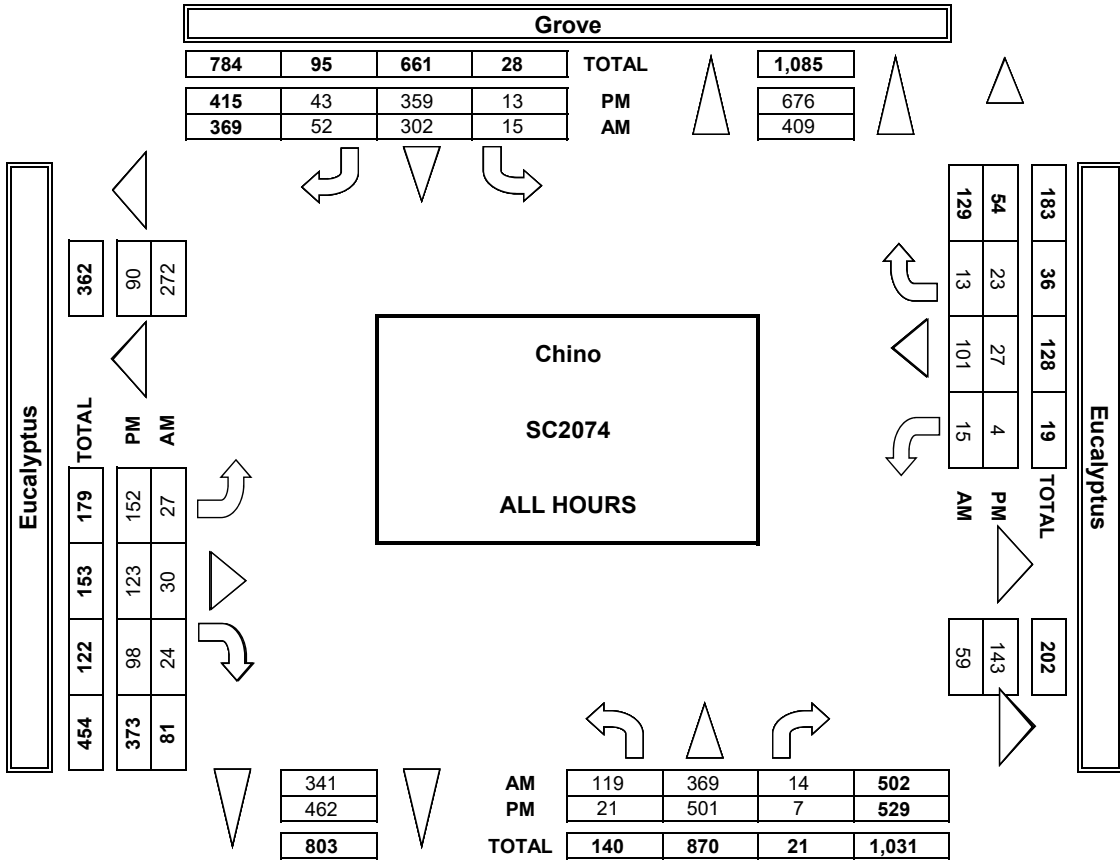 Grove
784 95 661 28 TOTAL 1,085
415 43 359 13 PM 676
369 52 302 15 AM 409
Eucalyptus
362 90 272
TOTAL PM AM
179 152 27
153 123 30
122 98 24
454 373 81
Chino
SC2074
ALL HOURS
129 54 183
13 23 36
101 27 128
15 4 19
AM PM TOTAL
59 143 202
Eucalyptus
341 AM 119 369 14 502
462 PM 21 501 7 529
803 TOTAL 140 870 21 1,031